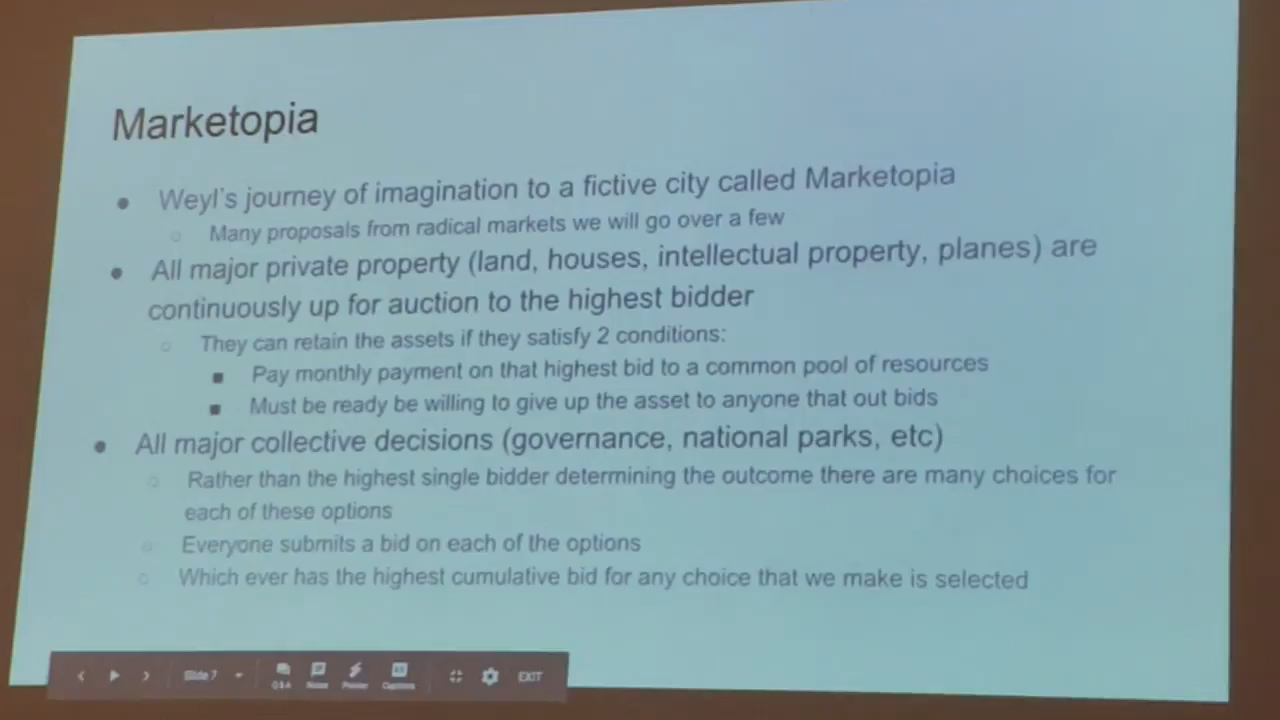 Marketopia
● Weyl's journey of imagination to a fictive city called Marketopia
○ Many proposals from radical markets we will go over a few
● All major private property (land, houses, intellectual property, planes) are
continuously up for auction to the highest bidder
○ They can retain the assets if they satisfy 2 conditions:
■ Pay monthly payment on that highest bid to a common pool of resources
■ Must be ready be willing to give up the asset to anyone that out bids
● All major collective decisions (governance, national parks, etc)
○ Rather than the highest single bidder determining the outcome there are many choices for
each of these options
○ Everyone submits a bid on each of the options
○ Which ever has the highest cumulative bid for any choice that we make is selected
Slide 7
Q&A Notes Pointer Captions
EXIT